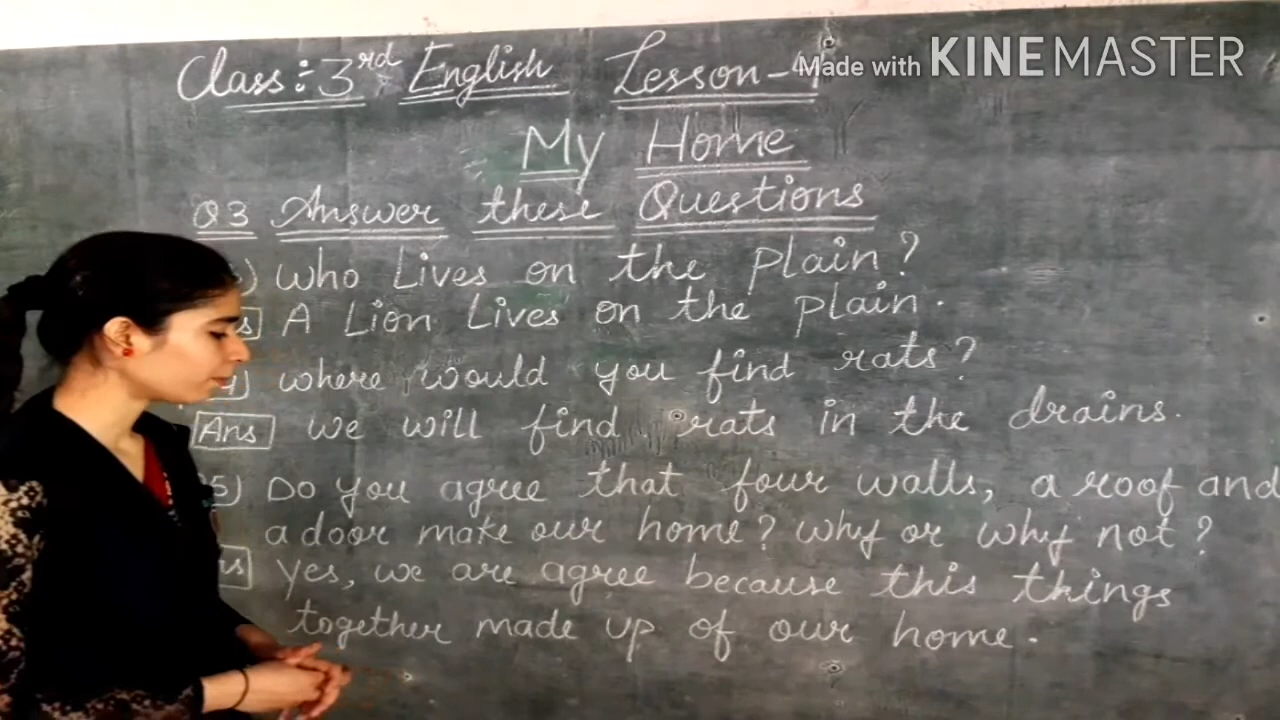 Class:- 3rd English Lesson-4
Made with KINEMASTER
My Home
Q3 Answer these Questions
) who Lives on the plain?
s] A Lion Lives on the plain.
4) where would you find rats?
Ans we will find rats in the drains.
5) Do you agree that four walls, a roof and
a door make our home? why or why not?
s] Yes, we are agree because this things
together made up of our home.